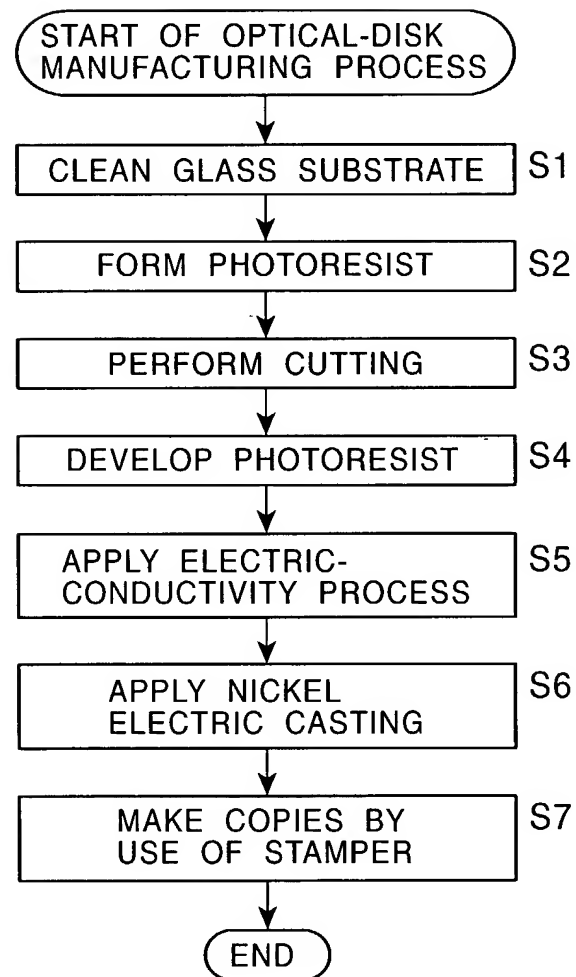 START OF OPTICAL-DISK
MANUFACTURING PROCESS
CLEAN GLASS SUBSTRATE S1
FORM PHOTORESIST S2
PERFORM CUTTING S3
DEVELOP PHOTORESIST S4
APPLY ELECTRIC- S5
CONDUCTIVITY PROCESS
APPLY NICKEL S6
ELECTRIC CASTING
MAKE COPIES BY S7
USE OF STAMPER
END